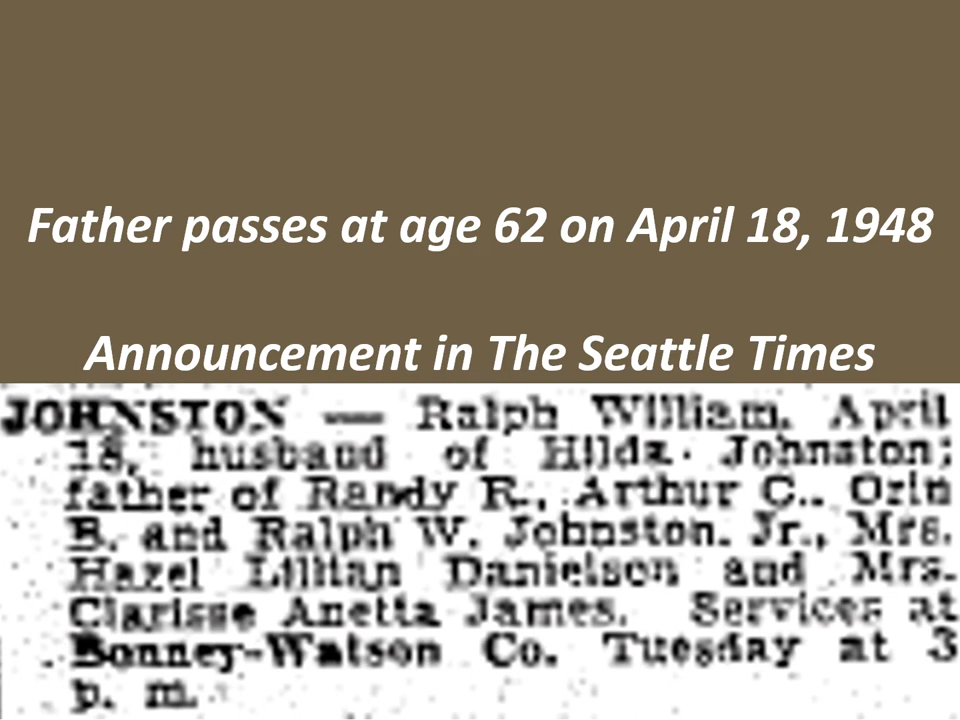 Father passes at age 62 on April 18, 1948
Announcement in The Seattle Times
JOHNSTON — Ralph William, April
18, husband of Hilda Johnston;
father of Randy R., Arthur C., Orin
B. and Ralph W. Johnston, Jr., Mrs.
Hazel Lillian Danielson and Mrs.
Clarisse Anetta James. Services at
Bonney-Watson Co. Tuesday at 3
p. m.